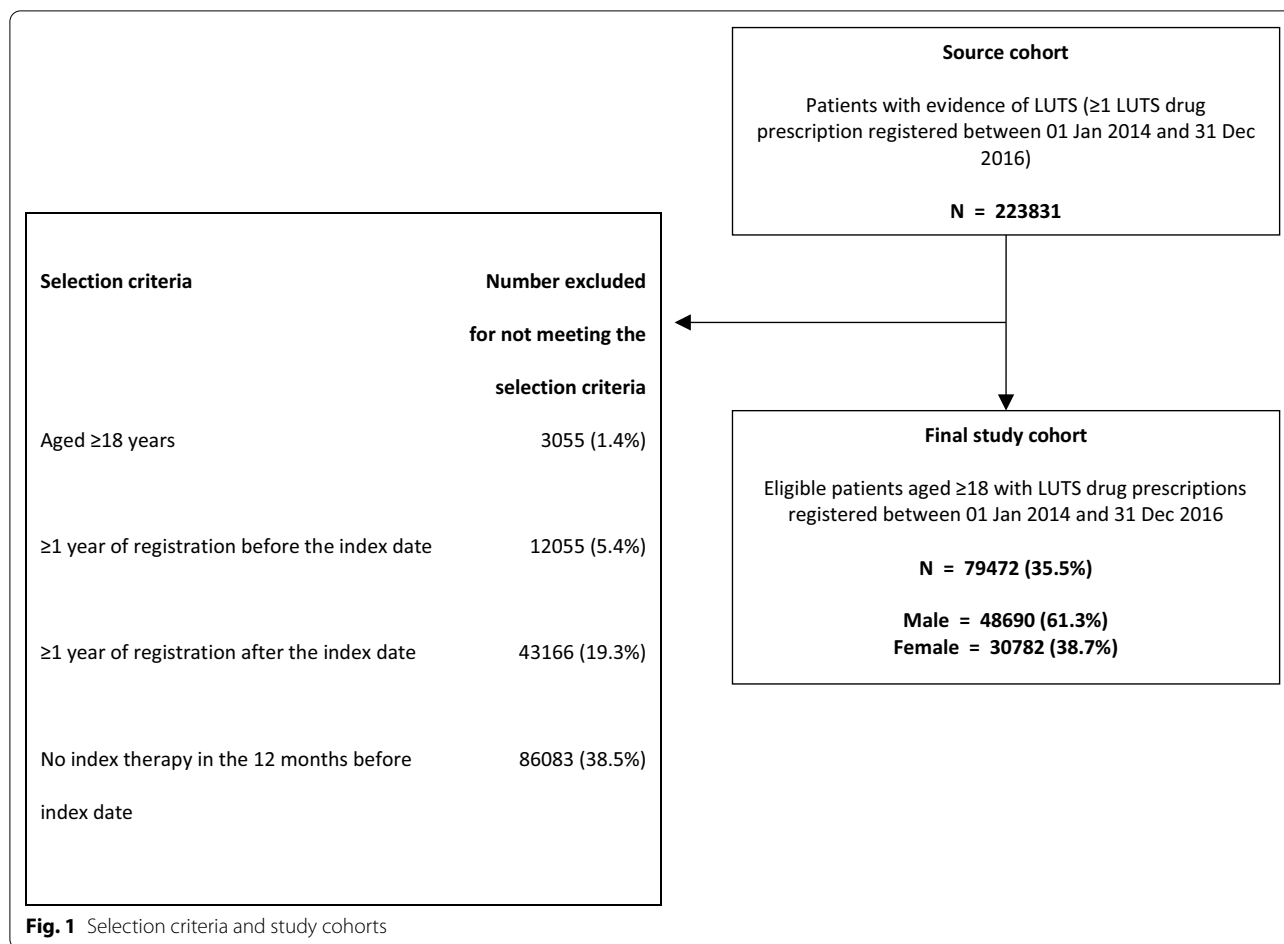 Source cohort
Patients with evidence of LUTS (≥1 LUTS drug
prescription registered between 01 Jan 2014 and 31 Dec
2016)
N = 223831
Selection criteria
Number excluded
for not meeting the
selection criteria
Aged ≥18 years
3055 (1.4%)
≥1 year of registration before the index date
12055 (5.4%)
≥1 year of registration after the index date
43166 (19.3%)
No index therapy in the 12 months before
86083 (38.5%)
index date
Final study cohort
Eligible patients aged ≥18 with LUTS drug prescriptions
registered between 01 Jan 2014 and 31 Dec 2016
N = 79472 (35.5%)
Male = 48690 (61.3%)
Female = 30782 (38.7%)
Fig. 1 Selection criteria and study cohorts